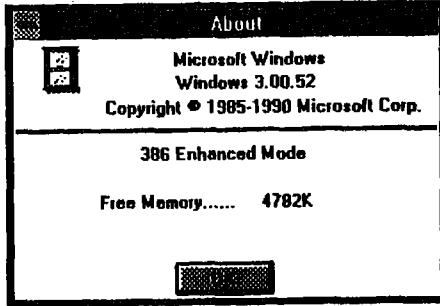 About
Microsoft Windows
Windows 3.00.52
Copyright © 1985-1990 Microsoft Corp.
386 Enhanced Mode
Free Memory...... 4782K